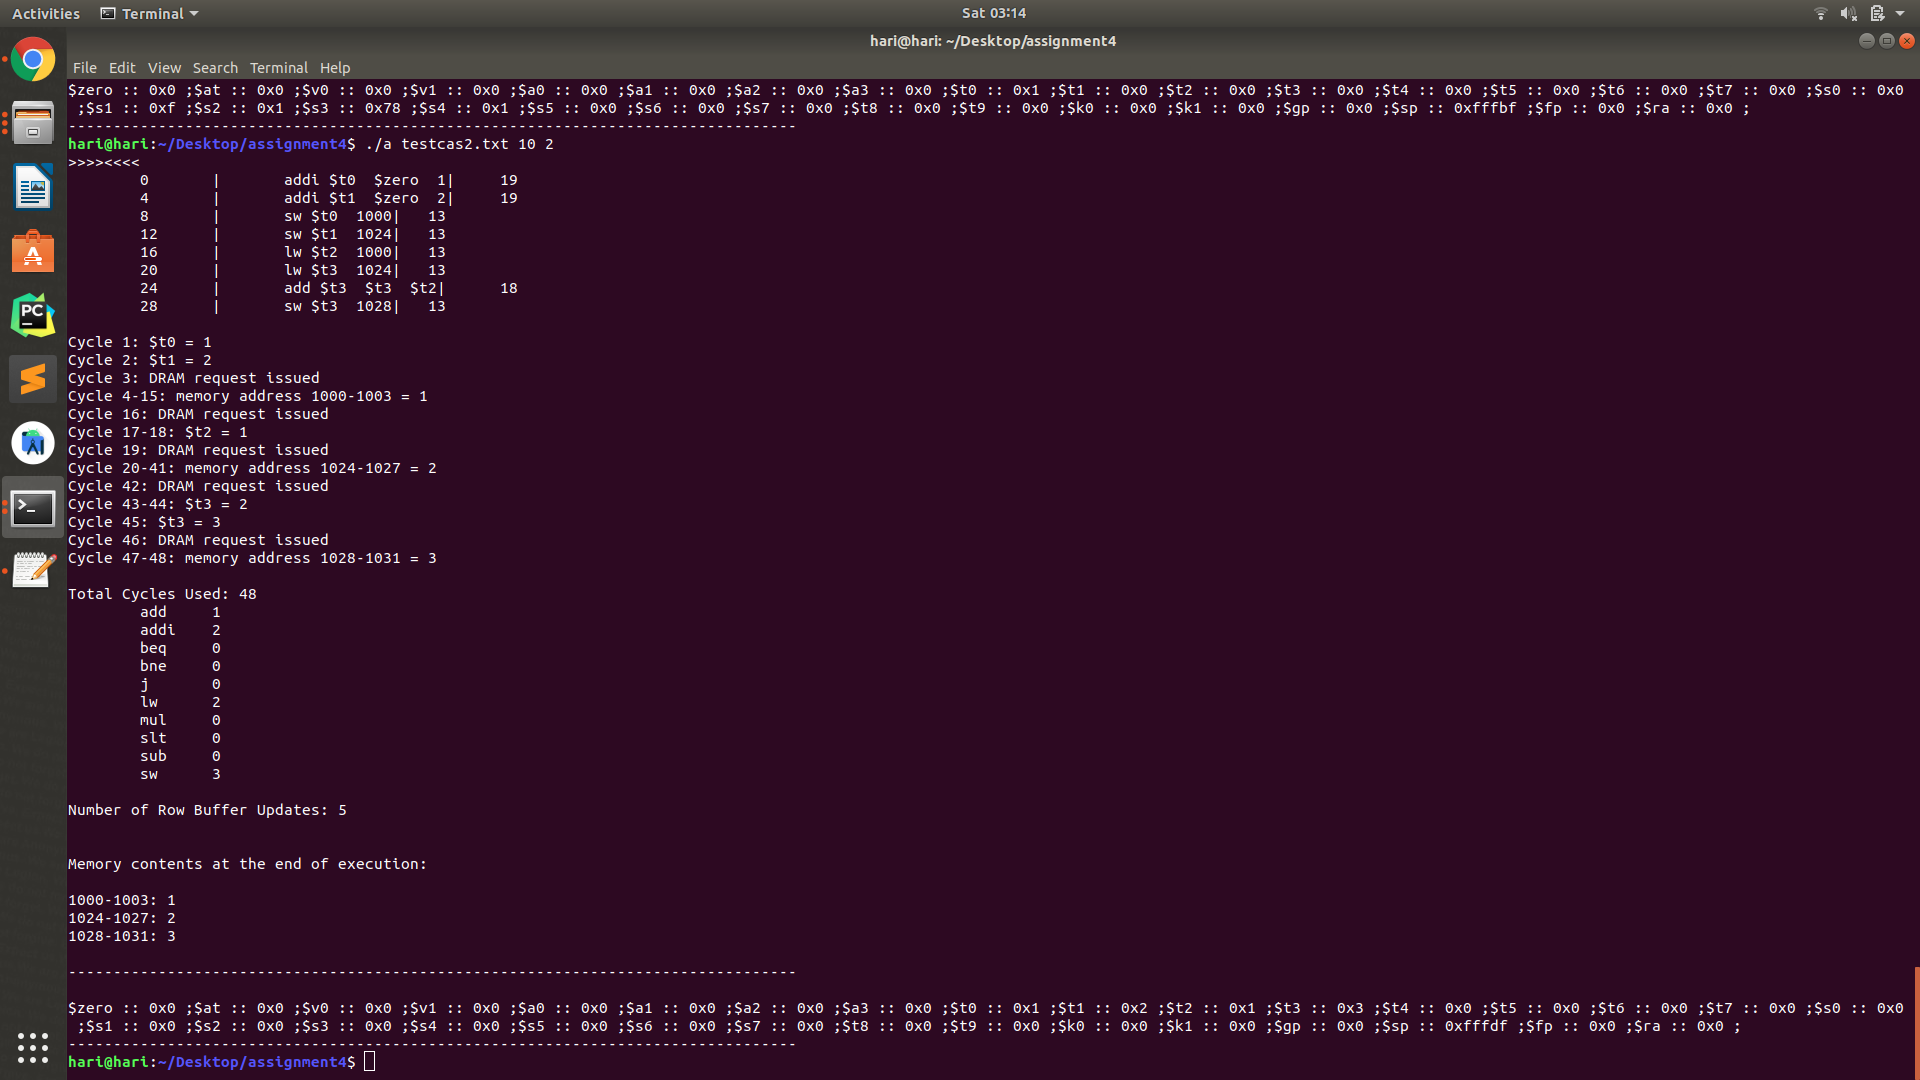 Activities Terminal Sat 03:14
hari@hari: ~/Desktop/assignment4
File Edit View Search Terminal Help
$zero :: 0x0 ;$at :: 0x0 ;$v0 :: 0x0 ;$v1 :: 0x0 ;$a0 :: 0x0 ;$a1 :: 0x0 ;$a2 :: 0x0 ;$a3 :: 0x0 ;$t0 :: 0x1 ;$t1 :: 0x0 ;$t2 :: 0x0 ;$t3 :: 0x0 ;$t4 :: 0x0 ;$t5 :: 0x0 ;$t6 :: 0x0 ;$t7 :: 0x0 ;$s0 :: 0x0
;$s1 :: 0xf ;$s2 :: 0x1 ;$s3 :: 0x78 ;$s4 :: 0x1 ;$s5 :: 0x0 ;$s6 :: 0x0 ;$s7 :: 0x0 ;$t8 :: 0x0 ;$t9 :: 0x0 ;$k0 :: 0x0 ;$k1 :: 0x0 ;$gp :: 0x0 ;$sp :: 0xfffbf ;$fp :: 0x0 ;$ra :: 0x0 ;
---------------------------------------------------------------------------------
hari@hari:~/Desktop/assignment4$ ./a testcas2.txt 10 2
>>>><<<<
0 | addi $t0 $zero 1| 19
4 | addi $t1 $zero 2| 19
8 | sw $t0 1000| 13
12 | sw $t1 1024| 13
16 | lw $t2 1000| 13
20 | lw $t3 1024| 13
24 | add $t3 $t3 $t2| 18
28 | sw $t3 1028| 13
Cycle 1: $t0 = 1
Cycle 2: $t1 = 2
Cycle 3: DRAM request issued
Cycle 4-15: memory address 1000-1003 = 1
Cycle 16: DRAM request issued
Cycle 17-18: $t2 = 1
Cycle 19: DRAM request issued
Cycle 20-41: memory address 1024-1027 = 2
Cycle 42: DRAM request issued
Cycle 43-44: $t3 = 2
Cycle 45: $t3 = 3
Cycle 46: DRAM request issued
Cycle 47-48: memory address 1028-1031 = 3
Total Cycles Used: 48
add 1
addi 2
beq 0
bne 0
j 0
lw 2
mul 0
slt 0
sub 0
sw 3
Number of Row Buffer Updates: 5
Memory contents at the end of execution:
1000-1003: 1
1024-1027: 2
1028-1031: 3
---------------------------------------------------------------------------------
$zero :: 0x0 ;$at :: 0x0 ;$v0 :: 0x0 ;$v1 :: 0x0 ;$a0 :: 0x0 ;$a1 :: 0x0 ;$a2 :: 0x0 ;$a3 :: 0x0 ;$t0 :: 0x1 ;$t1 :: 0x2 ;$t2 :: 0x1 ;$t3 :: 0x3 ;$t4 :: 0x0 ;$t5 :: 0x0 ;$t6 :: 0x0 ;$t7 :: 0x0 ;$s0 :: 0x0
;$s1 :: 0x0 ;$s2 :: 0x0 ;$s3 :: 0x0 ;$s4 :: 0x0 ;$s5 :: 0x0 ;$s6 :: 0x0 ;$s7 :: 0x0 ;$t8 :: 0x0 ;$t9 :: 0x0 ;$k0 :: 0x0 ;$k1 :: 0x0 ;$gp :: 0x0 ;$sp :: 0xfffdf ;$fp :: 0x0 ;$ra :: 0x0 ;
---------------------------------------------------------------------------------
hari@hari:~/Desktop/assignment4$